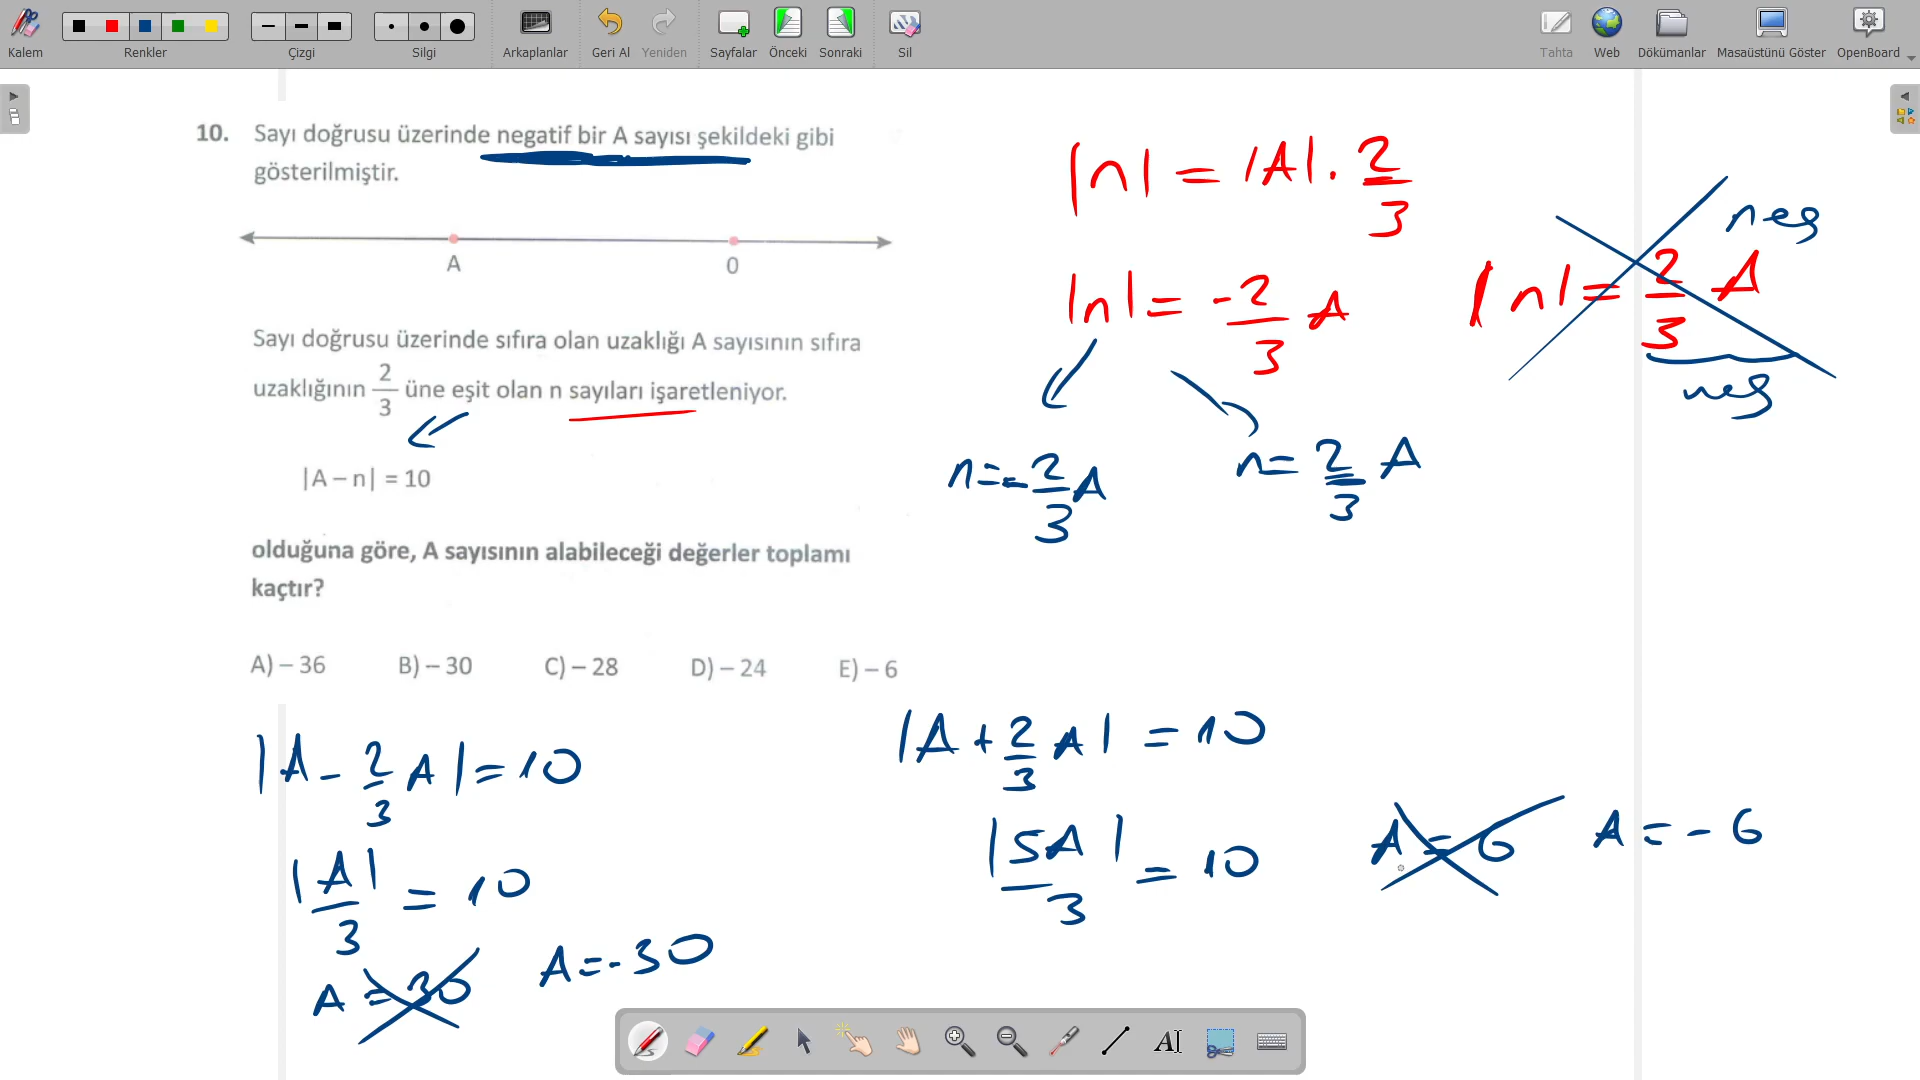 Kalem
Renkler
Çizgi
Silgi
Arkaplanlar
Geri Al
Yeniden
Sayfalar
Önceki
Sonraki
Sil
Tahta
Web
Dökümanlar
Masaüstünü Göster
OpenBoard
10. Sayı doğrusu üzerinde negatif bir A sayısı şekildeki gibi
gösterilmiştir.
A 0
Sayı doğrusu üzerinde sıfıra olan uzaklığı A sayısının sıfıra
uzaklığının 2/3 üne eşit olan n sayıları işaretleniyor.
|A – n| = 10
olduğuna göre, A sayısının alabileceği değerler toplamı
kaçtır?
A) – 36 B) – 30 C) – 28 D) – 24 E) – 6
|n| = |A| . 2/3
|n| = -2/3 A
|n| = 2/3 A
neg
neg
n = -2/3 A
n = 2/3 A
|A - 2/3 A| = 10
|A|/3 = 10
A = 30
A = -30
|A + 2/3 A| = 10
|5A|/3 = 10
A = 6
A = - 6